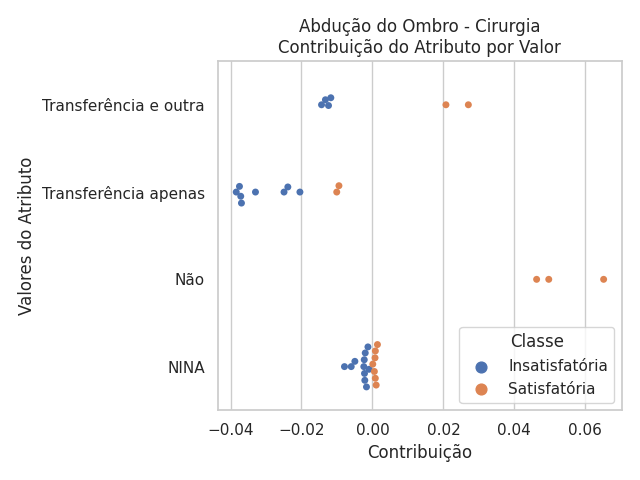 Abdução do Ombro - Cirurgia
Contribuição do Atributo por Valor
Valores do Atributo
Transferência e outra
Transferência apenas
Não
NINA
Classe
Insatisfatória
Satisfatória
−0.04 −0.02 0.00 0.02 0.04 0.06
Contribuição